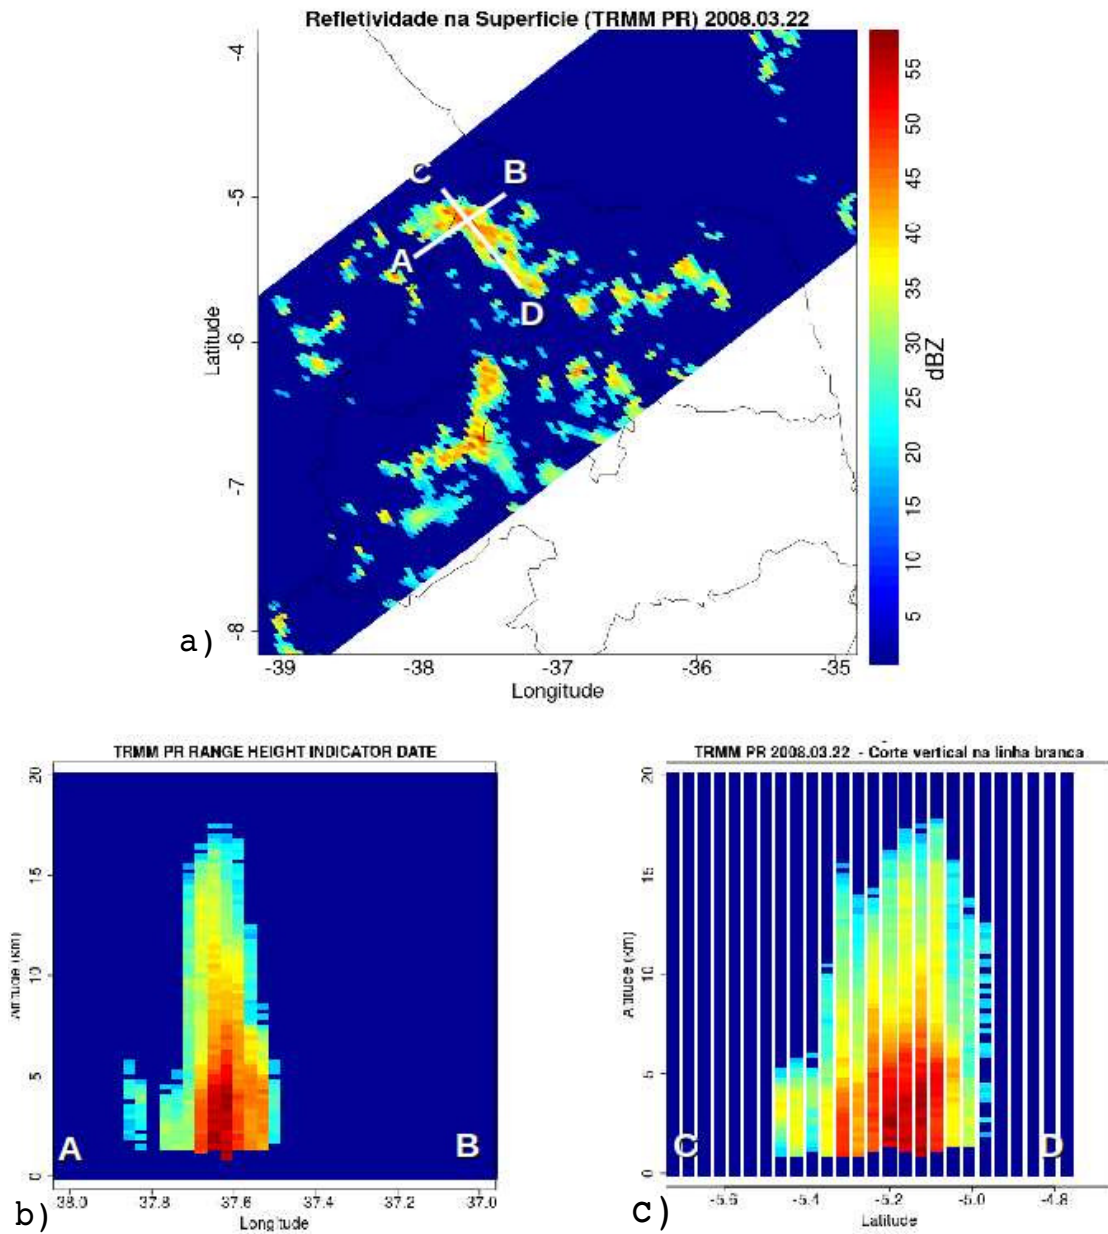 Refletividade na Superficie (TRMM PR) 2008.03.22
-4
-5
-6
-7
-8
Latitude
C
B
A
D
55
50
45
40
35
30
25
20
15
10
5
dBZ
a)
-39
-38
-37
-36
-35
Longitude
TRMM PR RANGE HEIGHT INDICATOR DATE
20
15
10
5
0
Altitude (km)
A
B
38.0
37.8
37.6
37.4
37.2
37.0
Longitude
b)
TRMM PR 2008.03.22 - Corte vertical na linha branca
20
15
10
5
0
Altitude (km)
C
D
-5.6
-5.4
-5.2
-5.0
-4.8
Latitude
c)